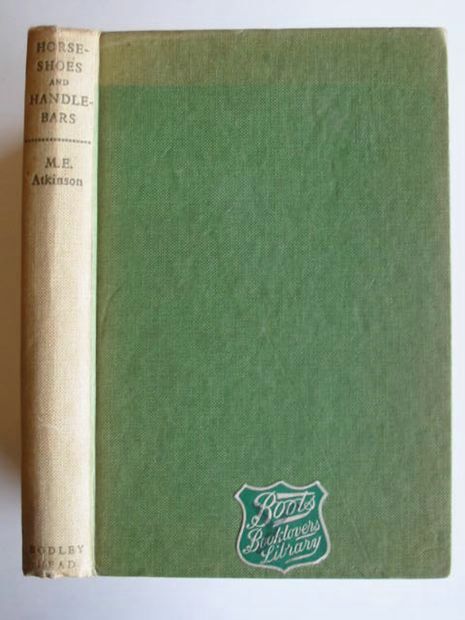 HORSE-
SHOES
AND
HANDLE-
BARS
M.E.
Atkinson
BODLEY
HEAD
Boots
Booklovers
Library